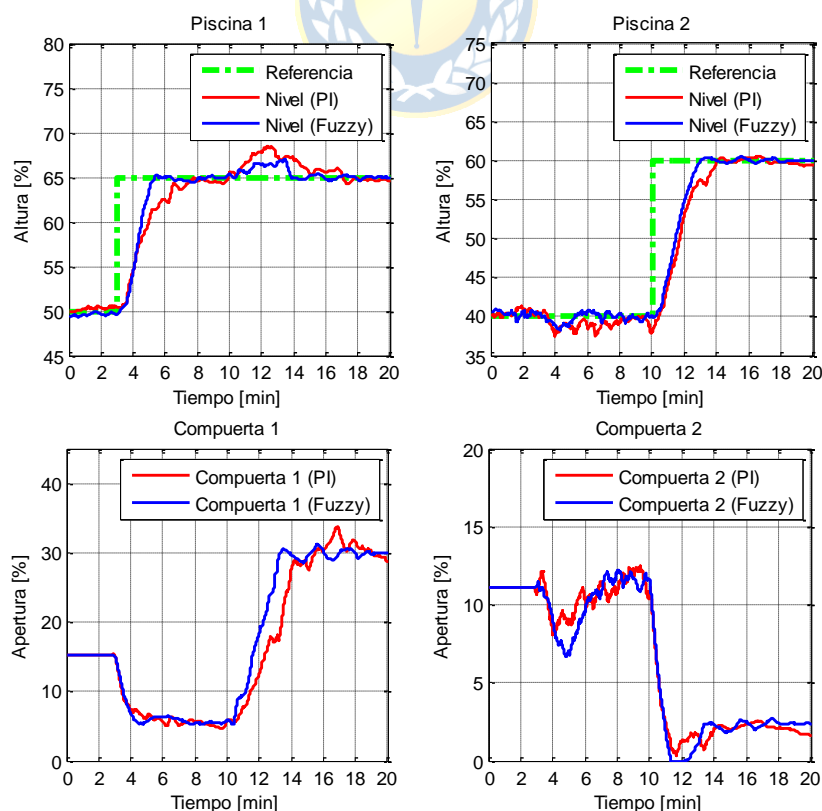 Piscina 1
80
75
70
65
60
55
50
45
Altura [%]
Referencia
Nivel (PI)
Nivel (Fuzzy)
0 2 4 6 8 10 12 14 16 18 20
Tiempo [min]
Piscina 2
75
70
65
60
55
50
45
40
35
Altura [%]
Referencia
Nivel (PI)
Nivel (Fuzzy)
0 2 4 6 8 10 12 14 16 18 20
Tiempo [min]
Compuerta 1
40
30
20
10
0
Apertura [%]
Compuerta 1 (PI)
Compuerta 1 (Fuzzy)
0 2 4 6 8 10 12 14 16 18 20
Tiempo [min]
Compuerta 2
20
15
10
5
0
Apertura [%]
Compuerta 2 (PI)
Compuerta 2 (Fuzzy)
0 2 4 6 8 10 12 14 16 18 20
Tiempo [min]